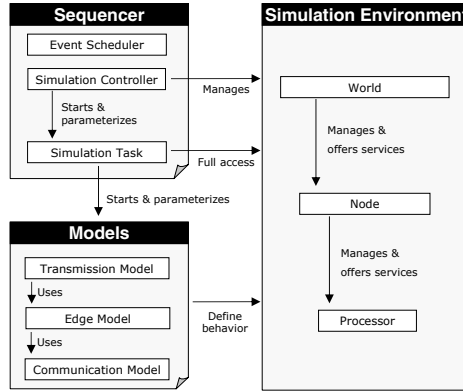 Sequencer
Event Scheduler
Simulation Controller
Starts &
parameterizes
Simulation Task
Manages
Full access
Starts & parameterizes
Models
Transmission Model
Uses
Edge Model
Uses
Communication Model
Define
behavior
Simulation Environment
World
Manages &
offers services
Node
Manages &
offers services
Processor